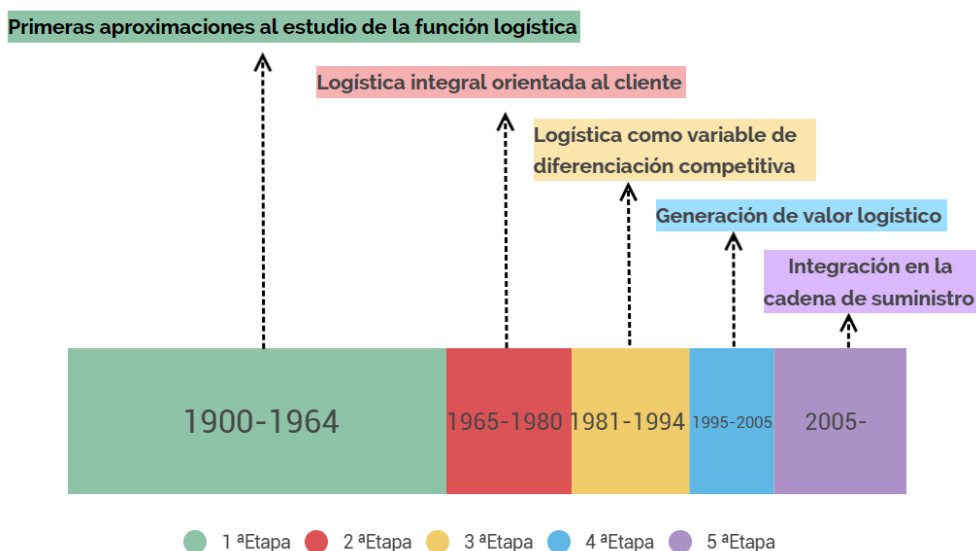 Primeras aproximaciones al estudio de la función logística
Logística integral orientada al cliente
Logística como variable de
diferenciación competitiva
Generación de valor logístico
Integración en la
cadena de suministro
1900-1964
1965-1980
1981-1994
1995-2005
2005-
1 ªEtapa
2 ªEtapa
3 ªEtapa
4 ªEtapa
5 ªEtapa